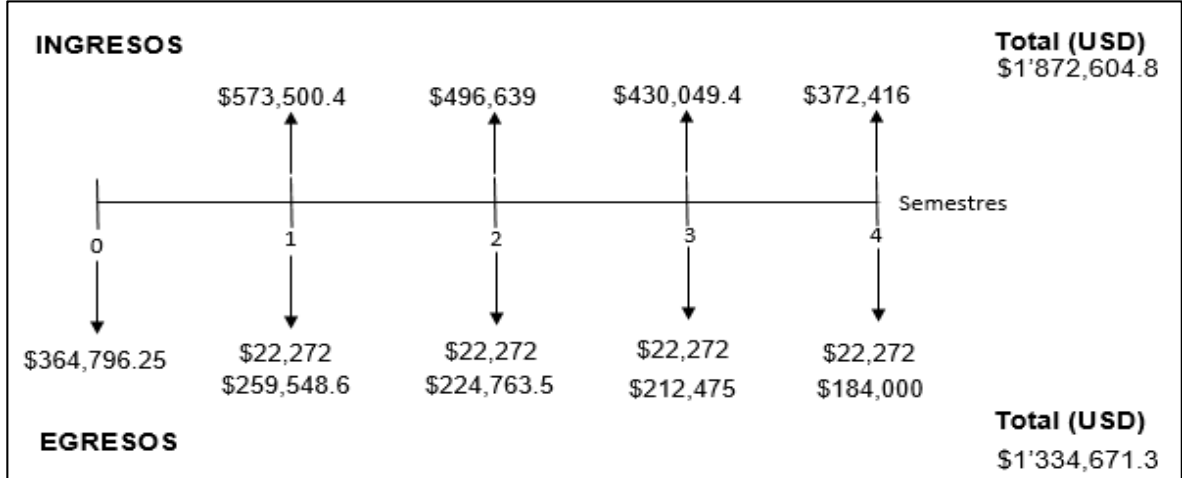 INGRESOS
Total (USD)
$1'872,604.8
$573,500.4 $496,639 $430,049.4 $372,416
Semestres
0 1 2 3 4
$364,796.25 $22,272 $22,272 $22,272 $22,272
$259,548.6 $224,763.5 $212,475 $184,000
EGRESOS
Total (USD)
$1'334,671.3